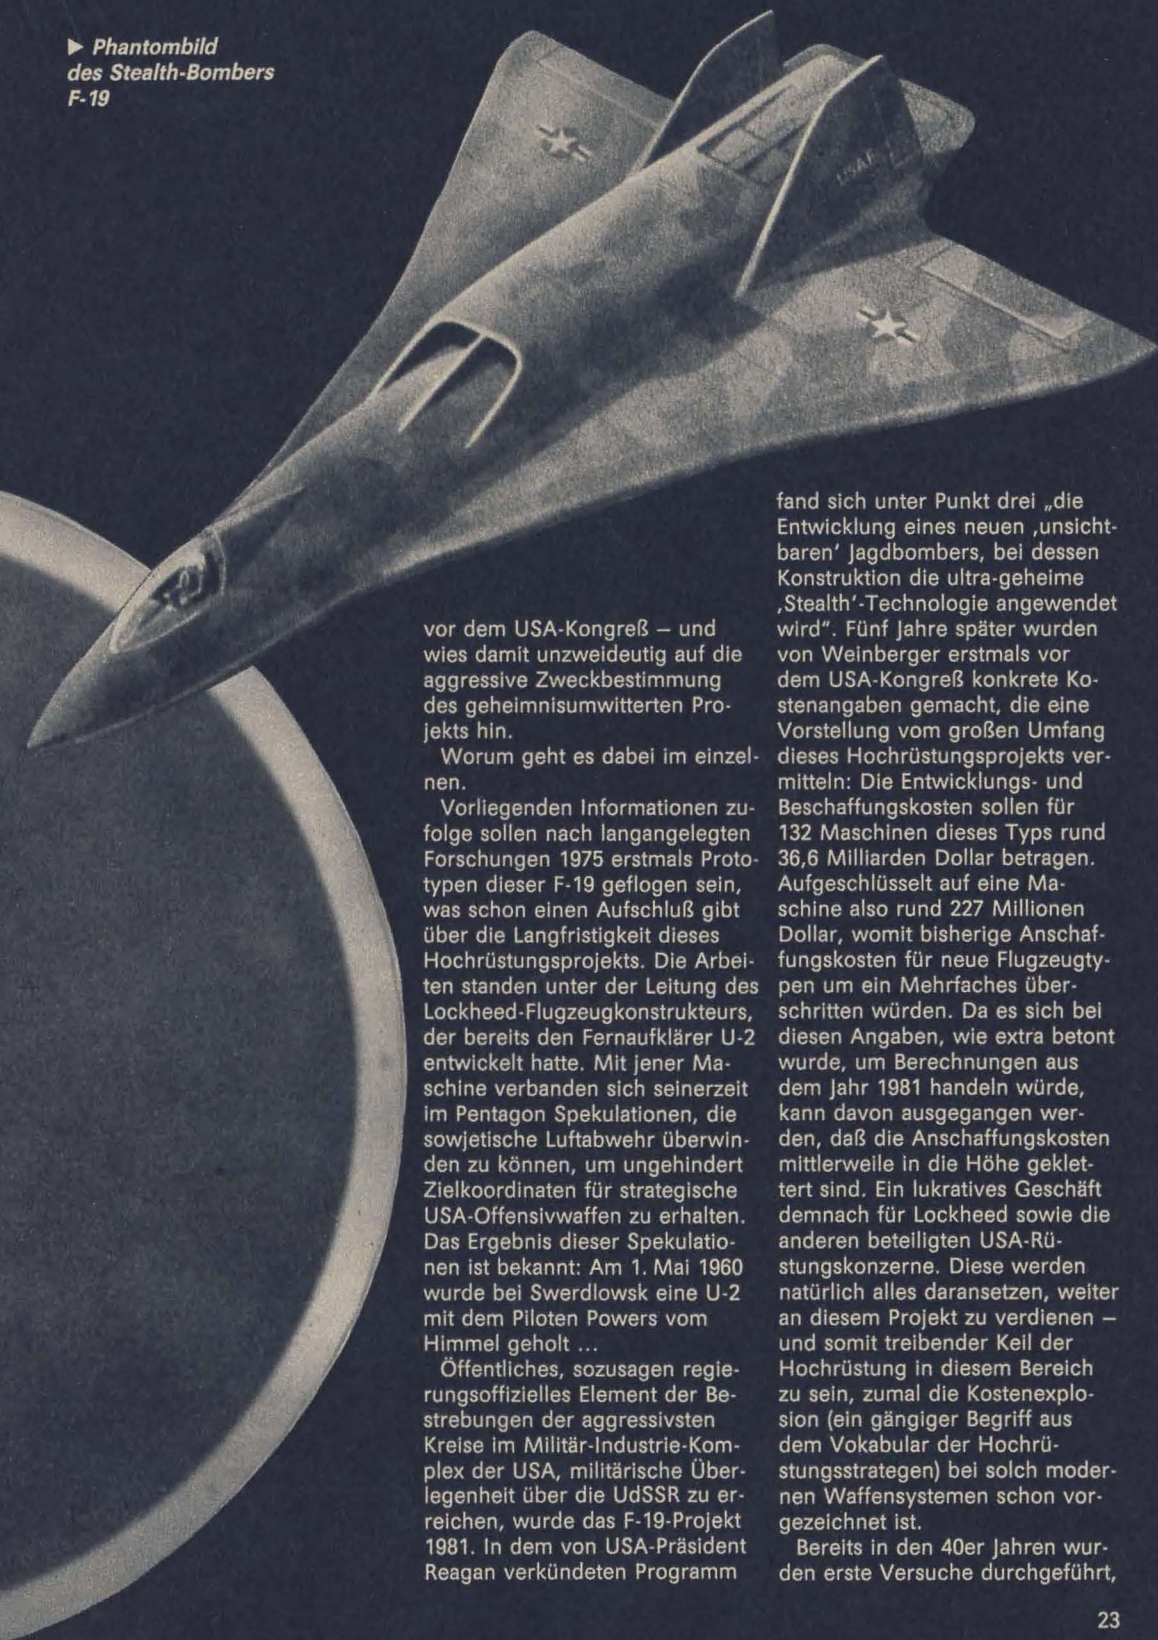 ▶ Phantombild
des Stealth-Bombers
F-19
USAF
vor dem USA-Kongreß – und
wies damit unzweideutig auf die
aggressive Zweckbestimmung
des geheimnisumwitterten Pro-
jekts hin.
Worum geht es dabei im einzel-
nen.
Vorliegenden Informationen zu-
folge sollen nach langangelegten
Forschungen 1975 erstmals Proto-
typen dieser F-19 geflogen sein,
was schon einen Aufschluß gibt
über die Langfristigkeit dieses
Hochrüstungsprojekts. Die Arbei-
ten standen unter der Leitung des
Lockheed-Flugzeugkonstrukteurs,
der bereits den Fernaufklärer U-2
entwickelt hatte. Mit jener Ma-
schine verbanden sich seinerzeit
im Pentagon Spekulationen, die
sowjetische Luftabwehr überwin-
den zu können, um ungehindert
Zielkoordinaten für strategische
USA-Offensivwaffen zu erhalten.
Das Ergebnis dieser Spekulatio-
nen ist bekannt: Am 1. Mai 1960
wurde bei Swerdlowsk eine U-2
mit dem Piloten Powers vom
Himmel geholt ...
Öffentliches, sozusagen regie-
rungsoffizielles Element der Be-
strebungen der aggressivsten
Kreise im Militär-Industrie-Kom-
plex der USA, militärische Über-
legenheit über die UdSSR zu er-
reichen, wurde das F-19-Projekt
1981. In dem von USA-Präsident
Reagan verkündeten Programm
fand sich unter Punkt drei „die
Entwicklung eines neuen ,unsicht-
baren' Jagdbombers, bei dessen
Konstruktion die ultra-geheime
,Stealth'-Technologie angewendet
wird". Fünf Jahre später wurden
von Weinberger erstmals vor
dem USA-Kongreß konkrete Ko-
stenangaben gemacht, die eine
Vorstellung vom großen Umfang
dieses Hochrüstungsprojekts ver-
mitteln: Die Entwicklungs- und
Beschaffungskosten sollen für
132 Maschinen dieses Typs rund
36,6 Milliarden Dollar betragen.
Aufgeschlüsselt auf eine Ma-
schine also rund 227 Millionen
Dollar, womit bisherige Anschaf-
fungskosten für neue Flugzeugty-
pen um ein Mehrfaches über-
schritten würden. Da es sich bei
diesen Angaben, wie extra betont
wurde, um Berechnungen aus
dem Jahr 1981 handeln würde,
kann davon ausgegangen wer-
den, daß die Anschaffungskosten
mittlerweile in die Höhe geklet-
tert sind. Ein lukratives Geschäft
demnach für Lockheed sowie die
anderen beteiligten USA-Rü-
stungskonzerne. Diese werden
natürlich alles daransetzen, weiter
an diesem Projekt zu verdienen –
und somit treibender Keil der
Hochrüstung in diesem Bereich
zu sein, zumal die Kostenexplo-
sion (ein gängiger Begriff aus
dem Vokabular der Hochrü-
stungsstrategen) bei solch moder-
nen Waffensystemen schon vor-
gezeichnet ist.
Bereits in den 40er Jahren wur-
den erste Versuche durchgeführt,
23